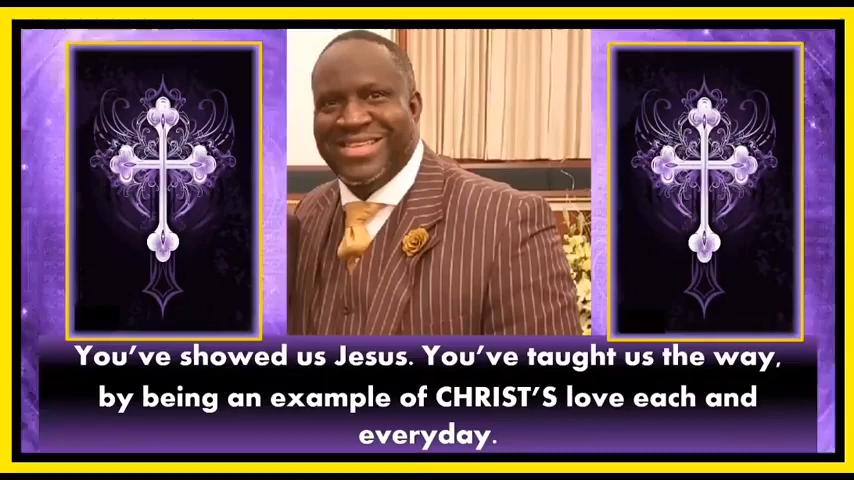 You've showed us Jesus. You've taught us the way,
by being an example of CHRIST'S love each and
everyday.